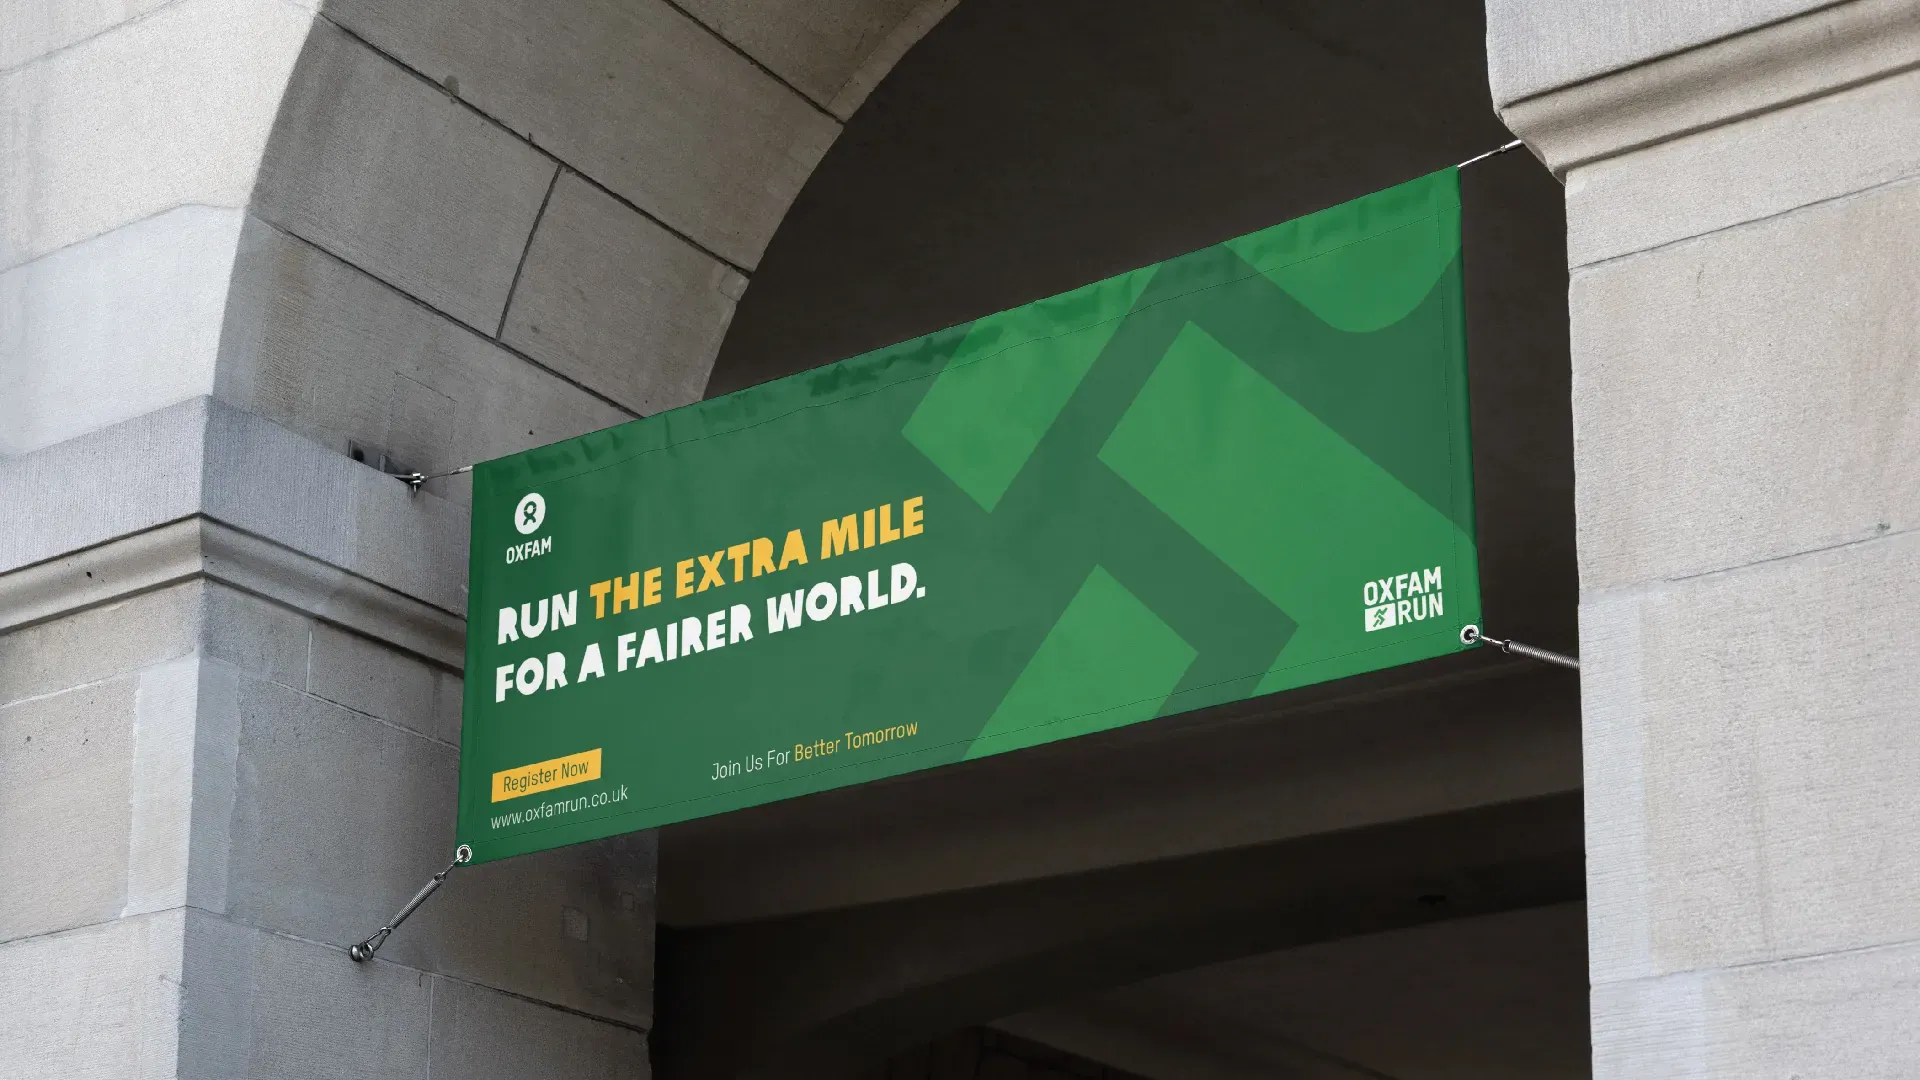 OXFAM
RUN THE EXTRA MILE
FOR A FAIRER WORLD.
Register Now
www.oxfamrun.co.uk
Join Us For Better Tomorrow
OXFAM
RUN